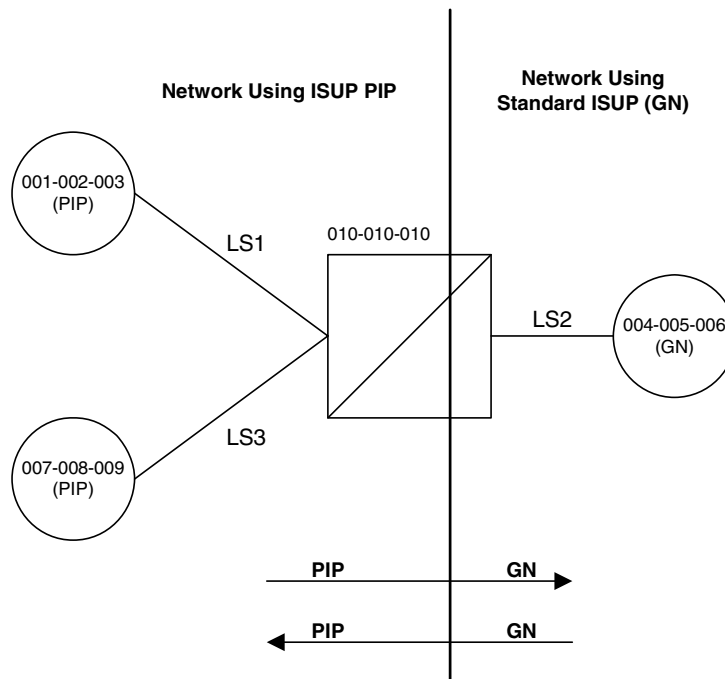 Network Using ISUP PIP
Network Using
Standard ISUP (GN)
001-002-003
(PIP)
LS1
010-010-010
LS2
004-005-006
(GN)
LS3
007-008-009
(PIP)
PIP GN
PIP GN